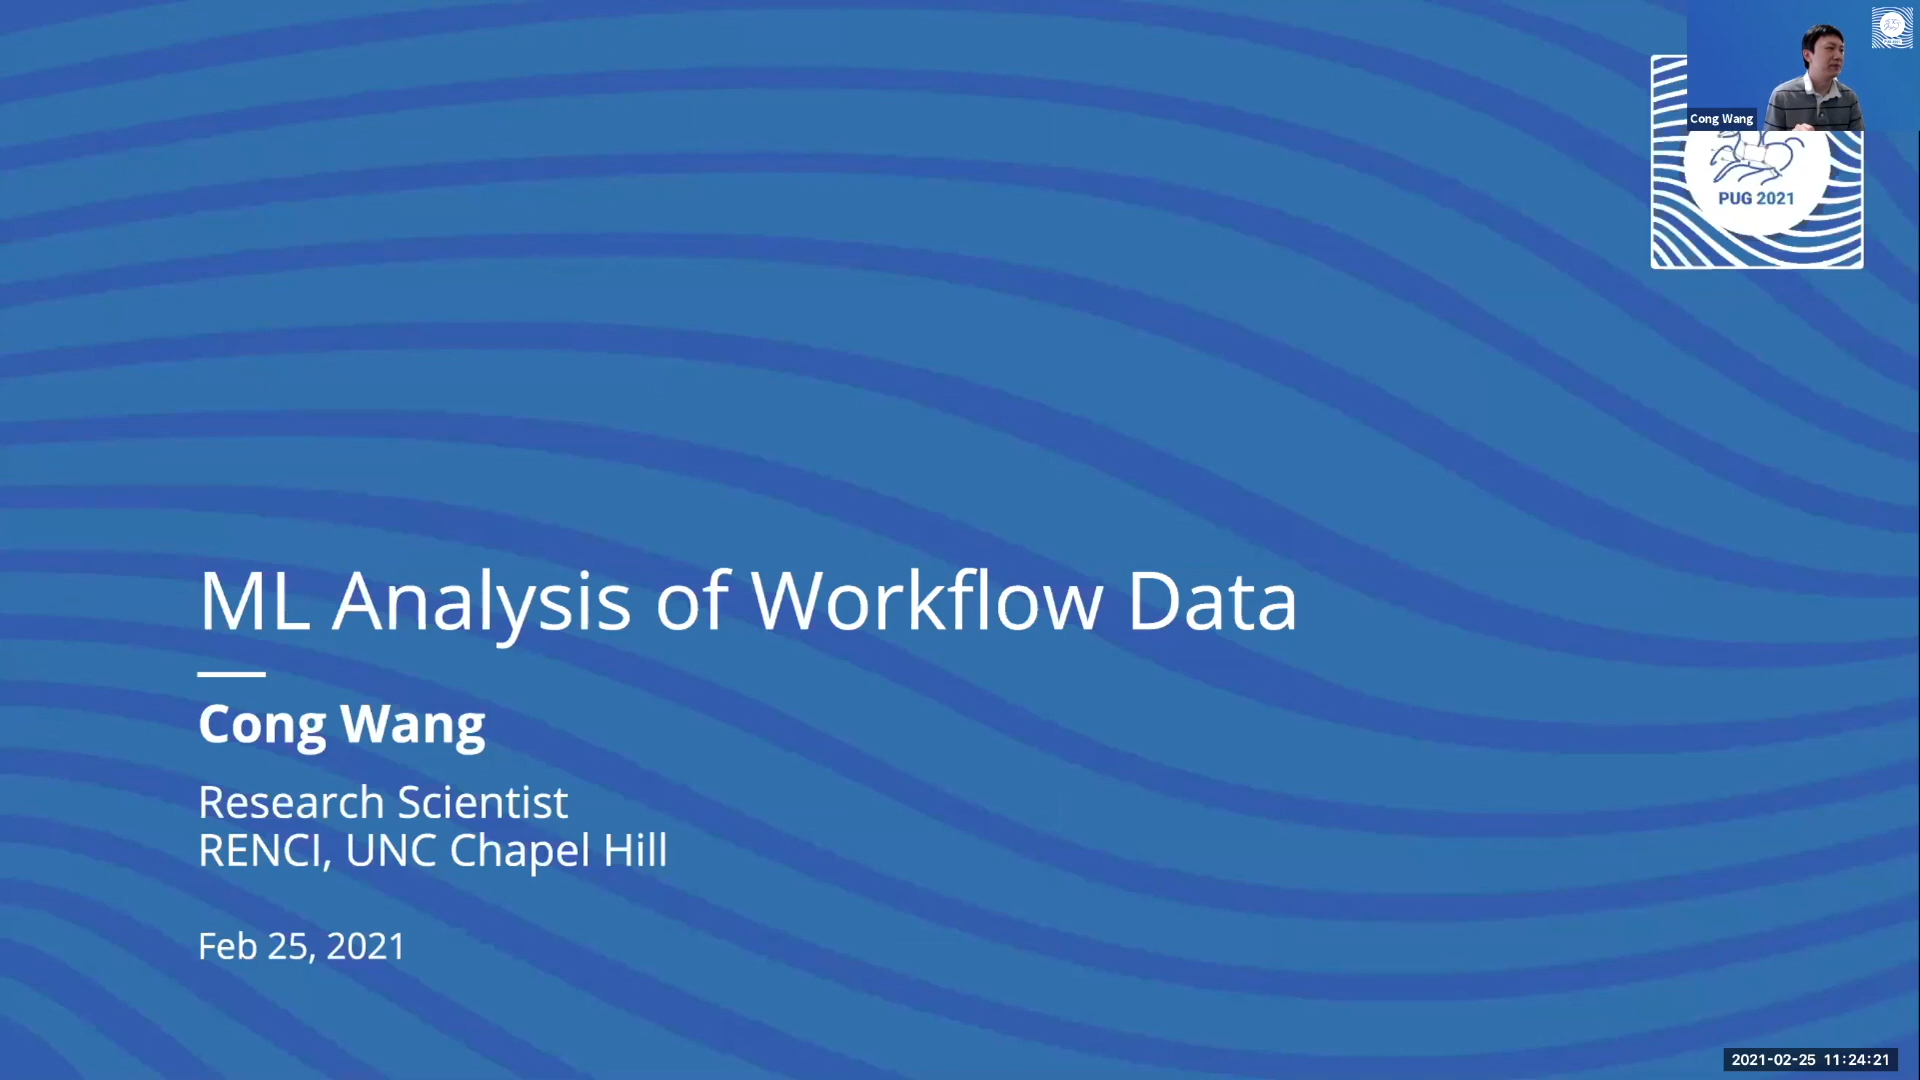 Cong Wang
PUG 2021
ML Analysis of Workflow Data
Cong Wang
Research Scientist
RENCI, UNC Chapel Hill
Feb 25, 2021
2021-02-25 11:24:21